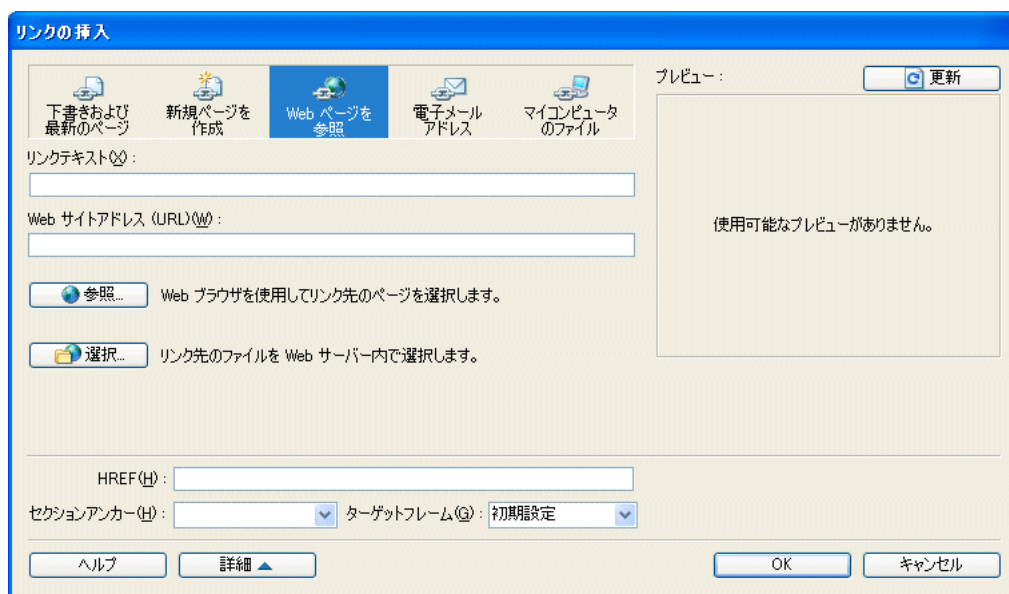 リンクの挿入
下書きおよび
最新のページ
新規ページを
作成
Web ページを
参照
電子メール
アドレス
マイコンピュータ
のファイル
プレビュー :
更新
リンクテキスト(X) :
Web サイトアドレス (URL)(W) :
使用可能なプレビューがありません。
参照...
Web ブラウザを使用してリンク先のページを選択します。
選択...
リンク先のファイルを Web サーバー内で選択します。
HREF(H) :
セクションアンカー(H) :
ターゲットフレーム(G) : 初期設定
ヘルプ
詳細
OK
キャンセル